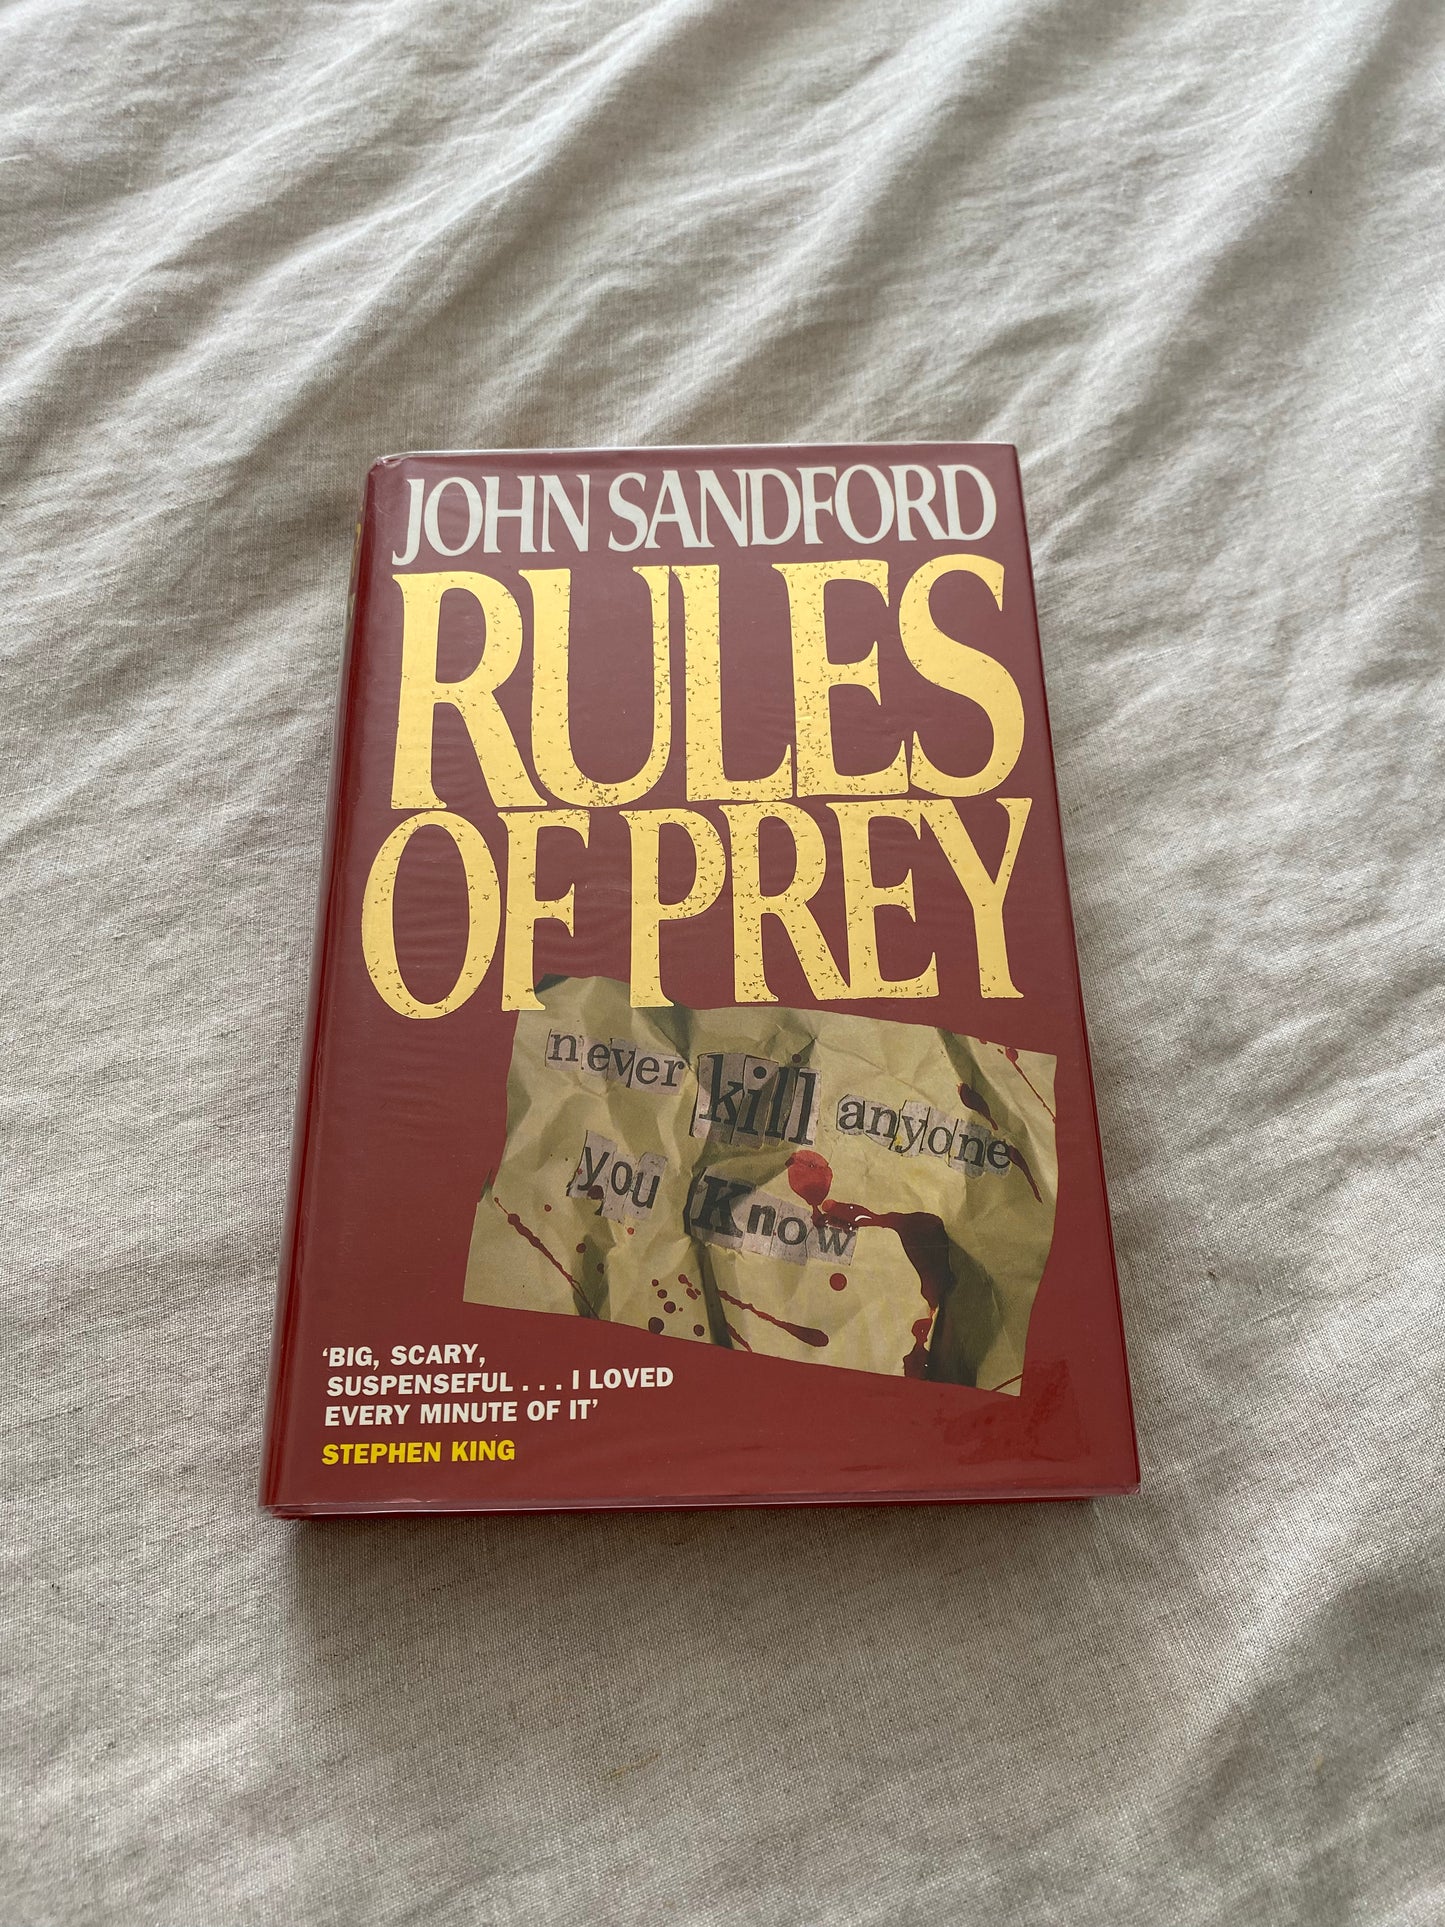 JOHN SANDFORD
RULES
OF PREY
never kill anyone
you Know
‘BIG, SCARY,
SUSPENSEFUL . . . I LOVED
EVERY MINUTE OF IT’
STEPHEN KING